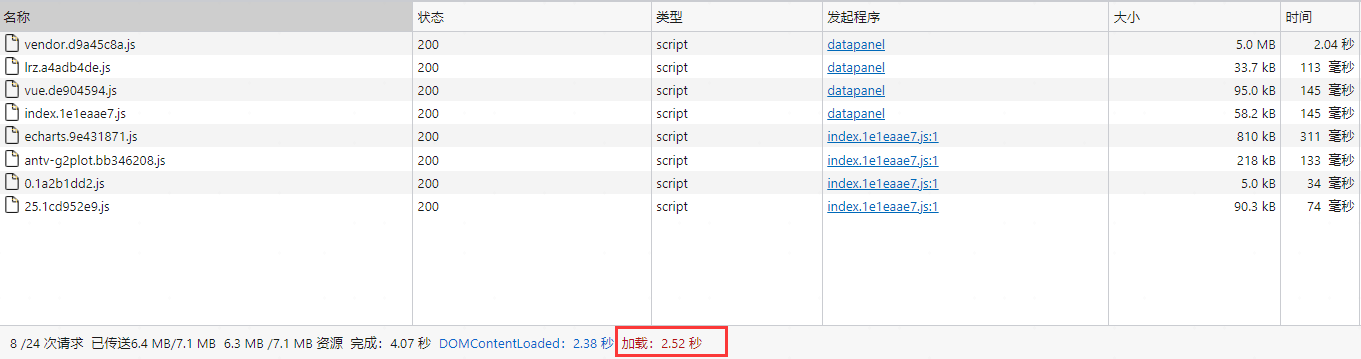 名称 状态 类型 发起程序 大小 时间
vendor.d9a45c8a.js 200 script datapanel 5.0 MB 2.04 秒
lrz.a4adb4de.js 200 script datapanel 33.7 kB 113 毫秒
vue.de904594.js 200 script datapanel 95.0 kB 145 毫秒
index.1e1eaae7.js 200 script datapanel 58.2 kB 145 毫秒
echarts.9e431871.js 200 script index.1e1eaae7.js:1 810 kB 311 毫秒
antv-g2plot.bb346208.js 200 script index.1e1eaae7.js:1 218 kB 133 毫秒
0.1a2b1dd2.js 200 script index.1e1eaae7.js:1 5.0 kB 34 毫秒
25.1cd952e9.js 200 script index.1e1eaae7.js:1 90.3 kB 74 毫秒
8 /24 次请求 已传送6.4 MB/7.1 MB 6.3 MB /7.1 MB 资源 完成：4.07 秒 DOMContentLoaded：2.38 秒 加载：2.52 秒